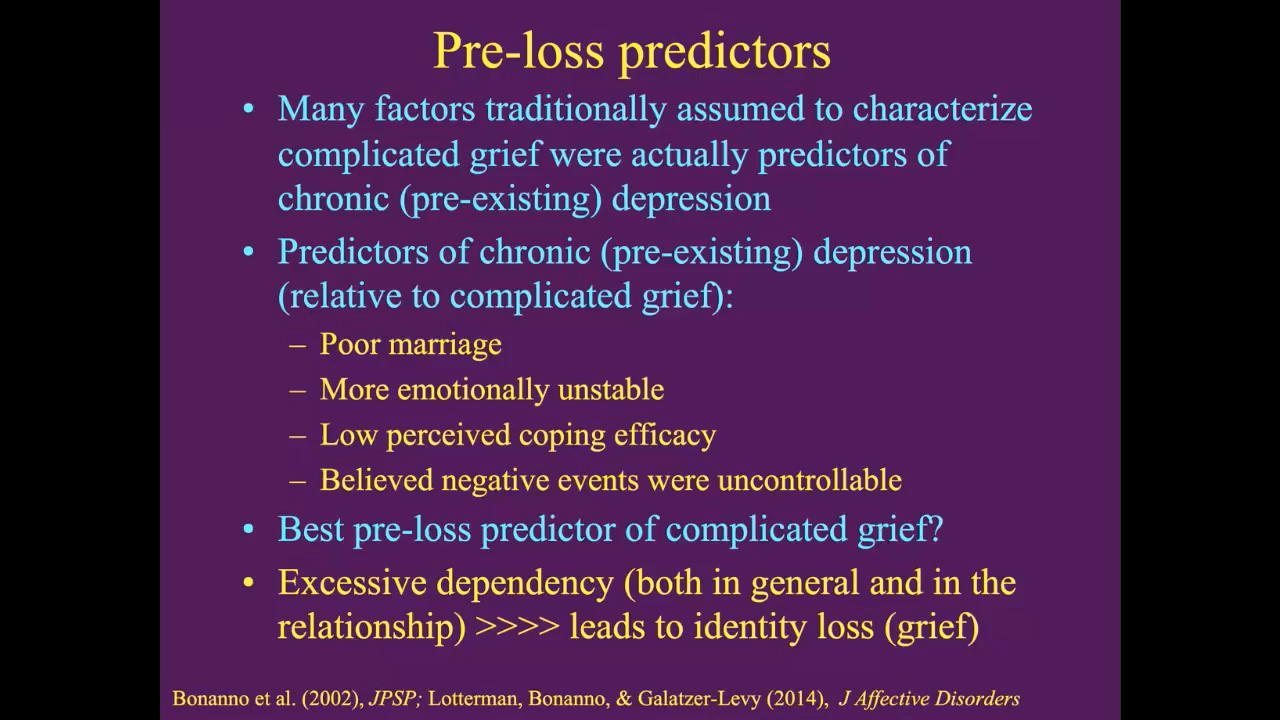 Pre-loss predictors
• Many factors traditionally assumed to characterize
complicated grief were actually predictors of
chronic (pre-existing) depression
• Predictors of chronic (pre-existing) depression
(relative to complicated grief):
– Poor marriage
– More emotionally unstable
– Low perceived coping efficacy
– Believed negative events were uncontrollable
• Best pre-loss predictor of complicated grief?
• Excessive dependency (both in general and in the
relationship) >>>> leads to identity loss (grief)
Bonanno et al. (2002), JPSP; Lotterman, Bonanno, & Galatzer-Levy (2014), J Affective Disorders